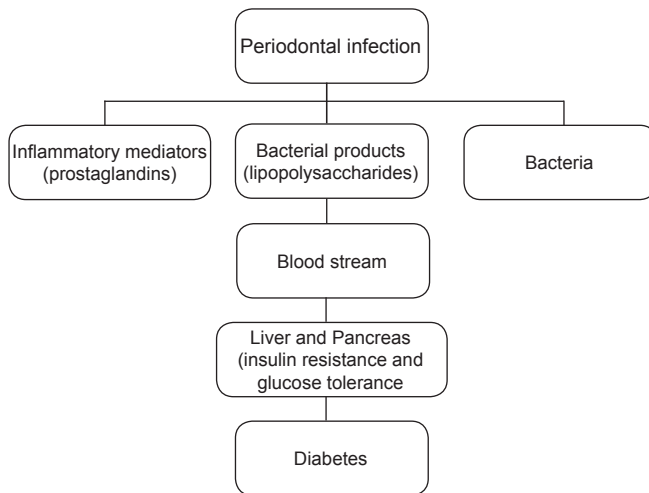 Periodontal infection
Inflammatory mediators
(prostaglandins)
Bacterial products
(lipopolysaccharides)
Bacteria
Blood stream
Liver and Pancreas
(insulin resistance and
glucose tolerance
Diabetes